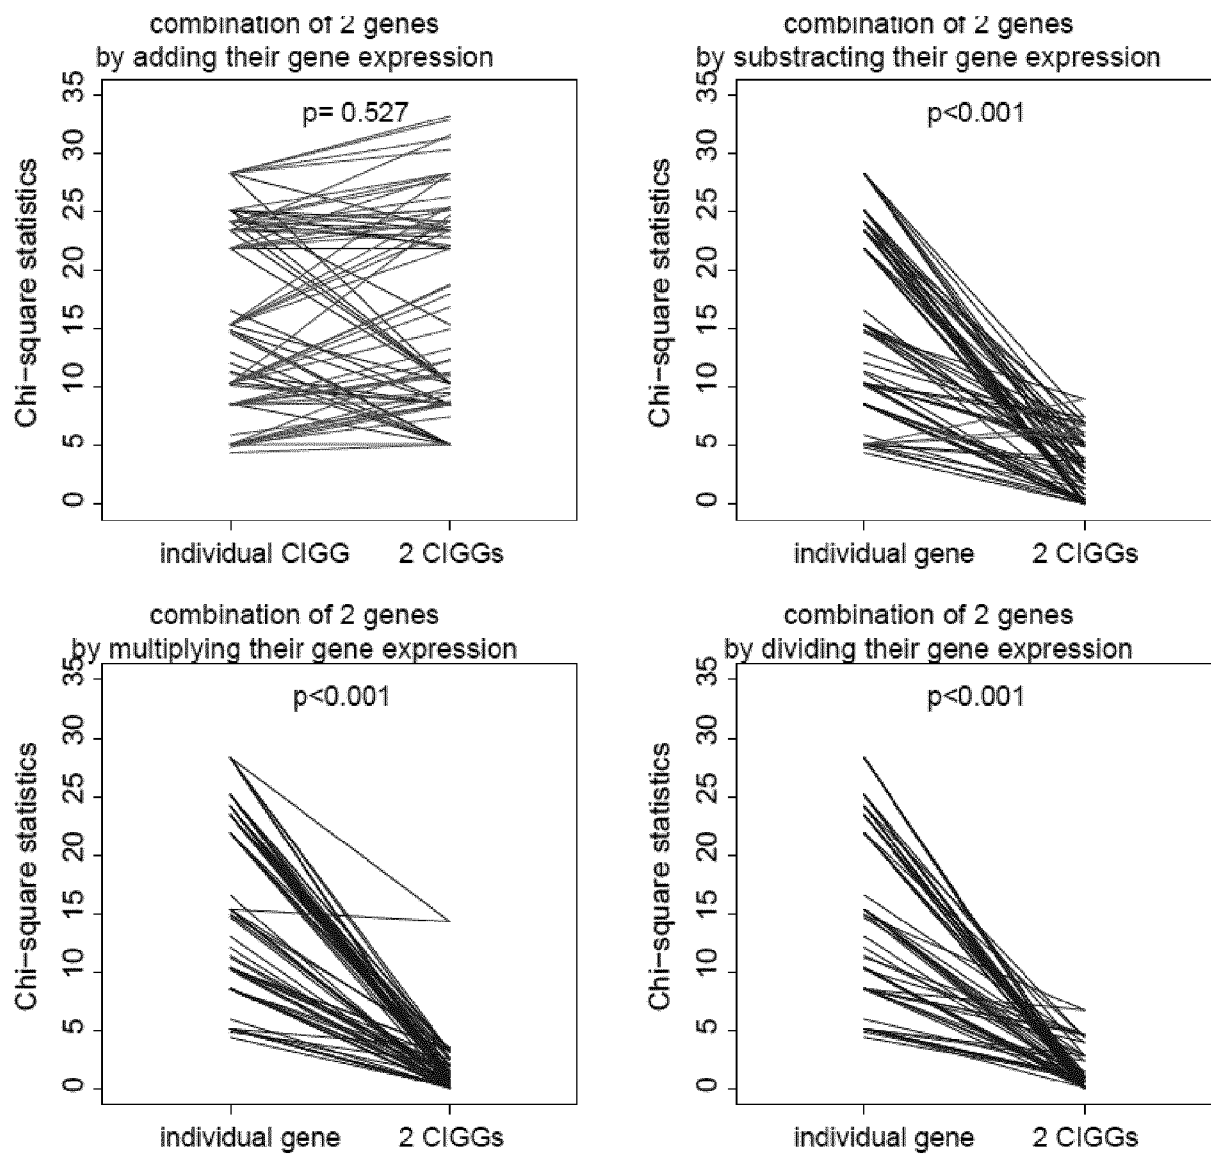 combination of 2 genes
by adding their gene expression
p= 0.527
Chi-square statistics
35
30
25
20
15
10
5
0
individual CIGG
2 CIGGs
combination of 2 genes
by substracting their gene expression
p<0.001
Chi-square statistics
35
30
25
20
15
10
5
0
individual gene
2 CIGGs
combination of 2 genes
by multiplying their gene expression
p<0.001
Chi-square statistics
35
30
25
20
15
10
5
0
individual gene
2 CIGGs
combination of 2 genes
by dividing their gene expression
p<0.001
Chi-square statistics
35
30
25
20
15
10
5
0
individual gene
2 CIGGs